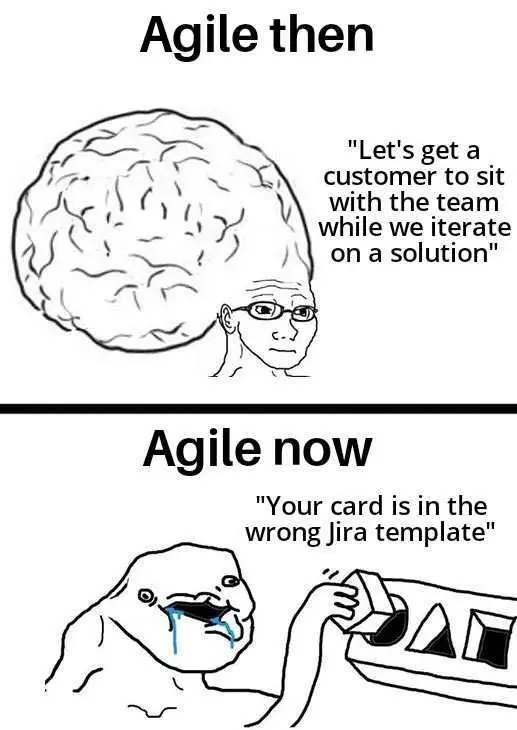 Agile then
"Let's get a
customer to sit
with the team
while we iterate
on a solution"
Agile now
"Your card is in the
wrong Jira template"